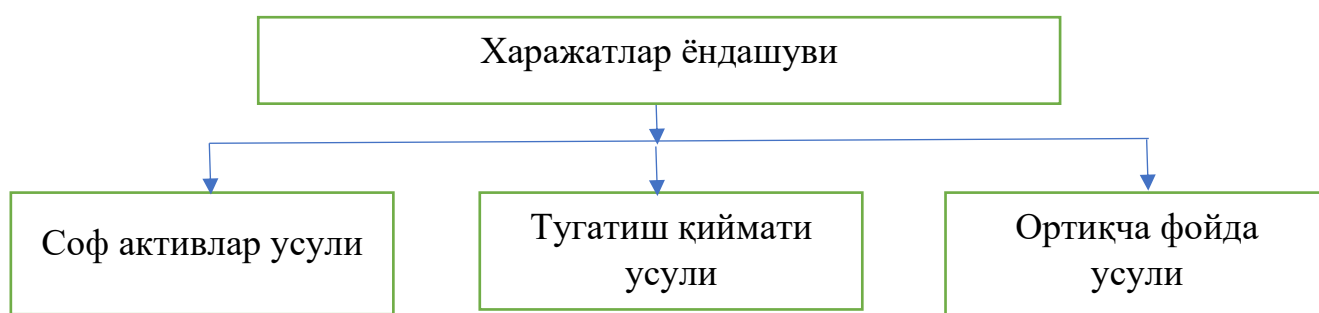 Харажатлар ёндашуви
Соф активлар усули
Тугатиш қиймати
усули
Ортиқча фойда
усули